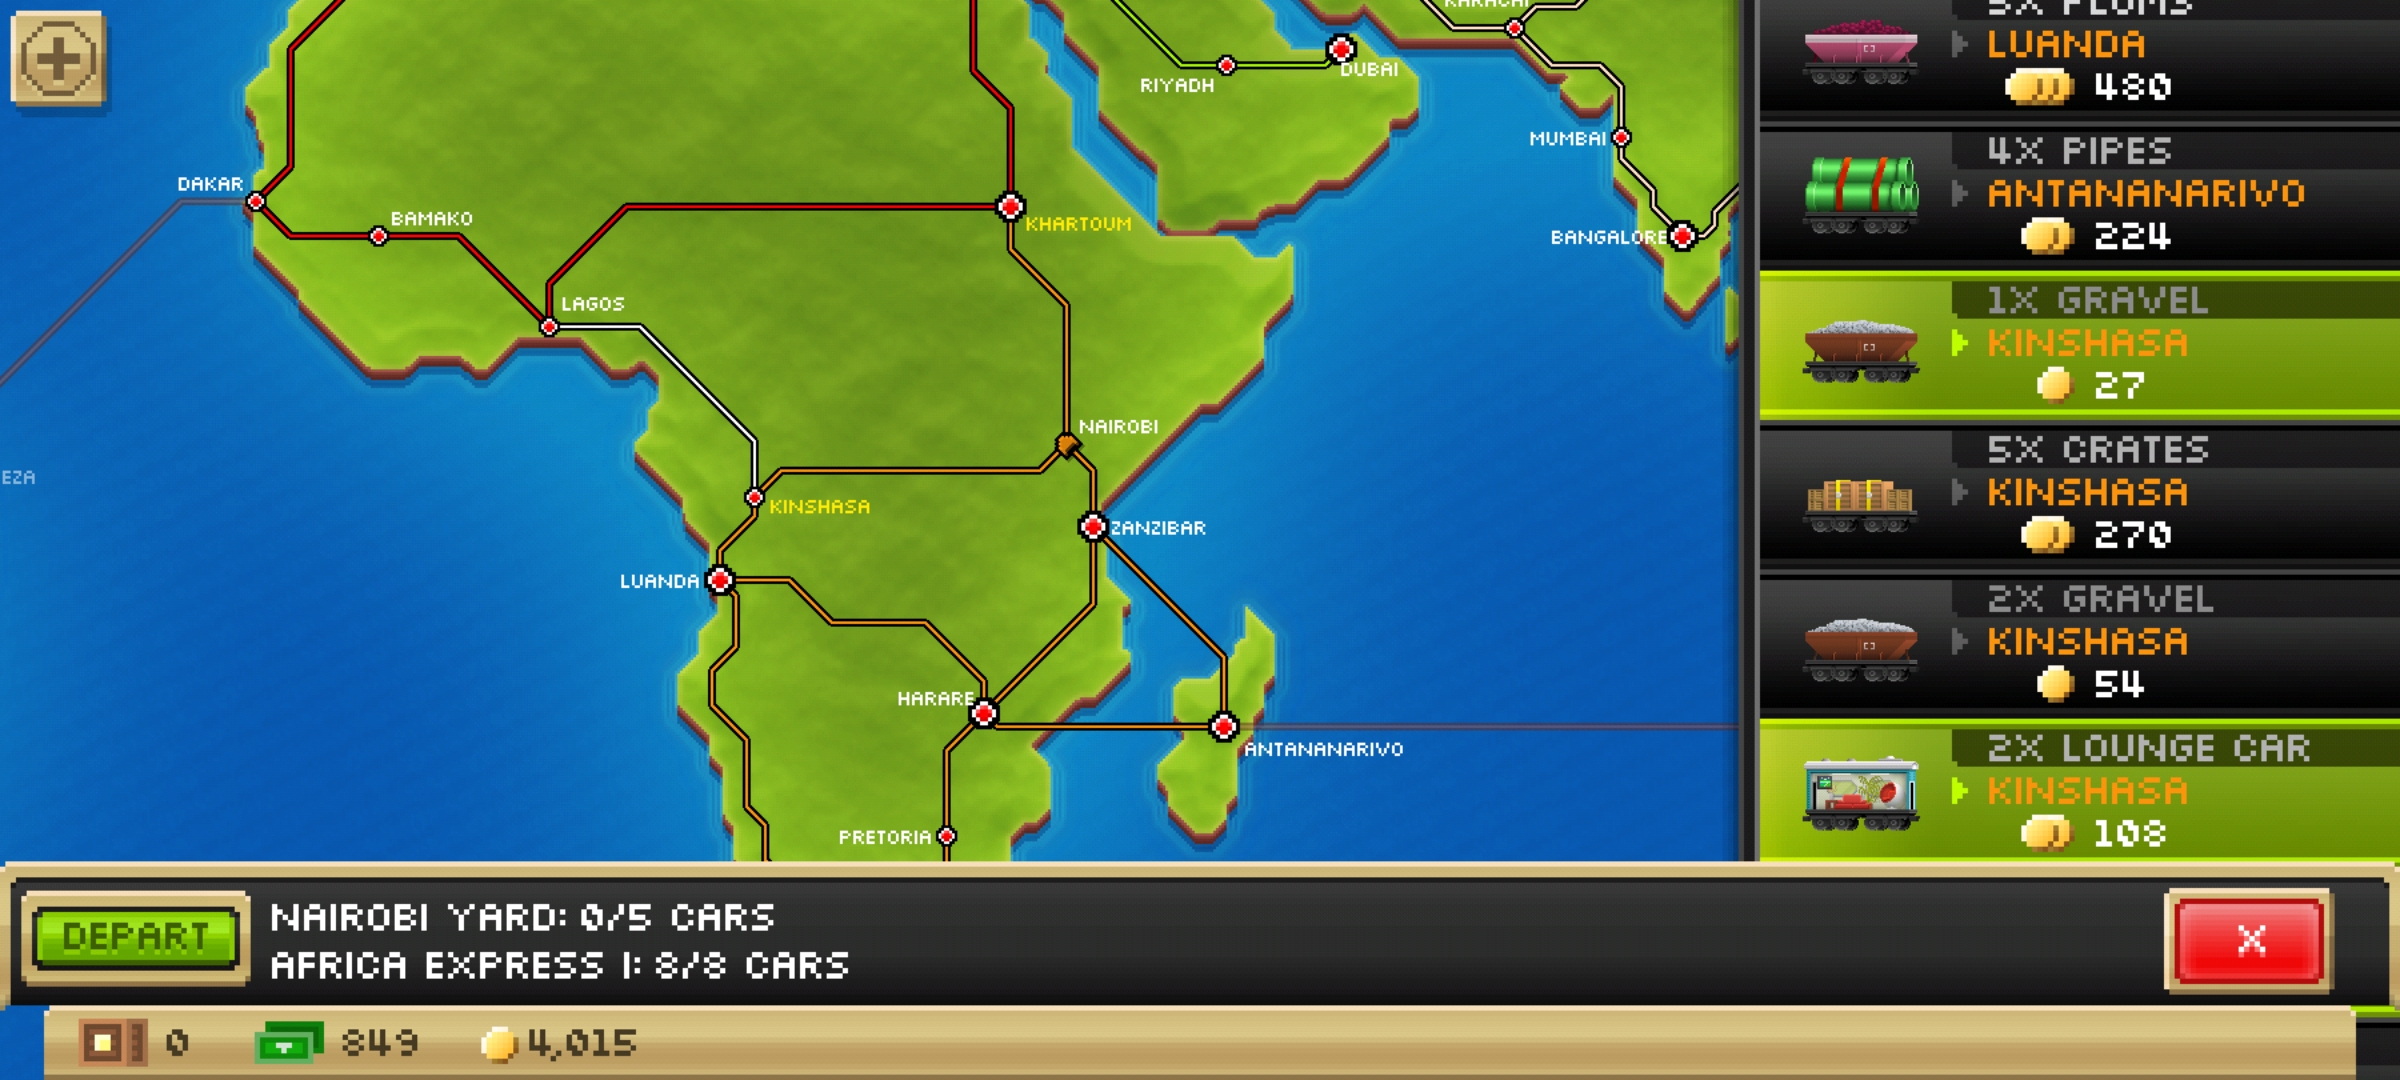 KARACHI
RIYADH
DUBAI
MUMBAI
BANGALORE
DAKAR
BAMAKO
KHARTOUM
LAGOS
NAIROBI
EZA
KINSHASA
ZANZIBAR
LUANDA
HARARE
ANTANANARIVO
PRETORIA
5X PLUMS
LUANDA
480
4X PIPES
ANTANANARIVO
224
1X GRAVEL
KINSHASA
27
5X CRATES
KINSHASA
270
2X GRAVEL
KINSHASA
54
2X LOUNGE CAR
KINSHASA
108
DEPART
NAIROBI YARD: 0/5 CARS
AFRICA EXPRESS I: 8/8 CARS
X
0
849
4,015